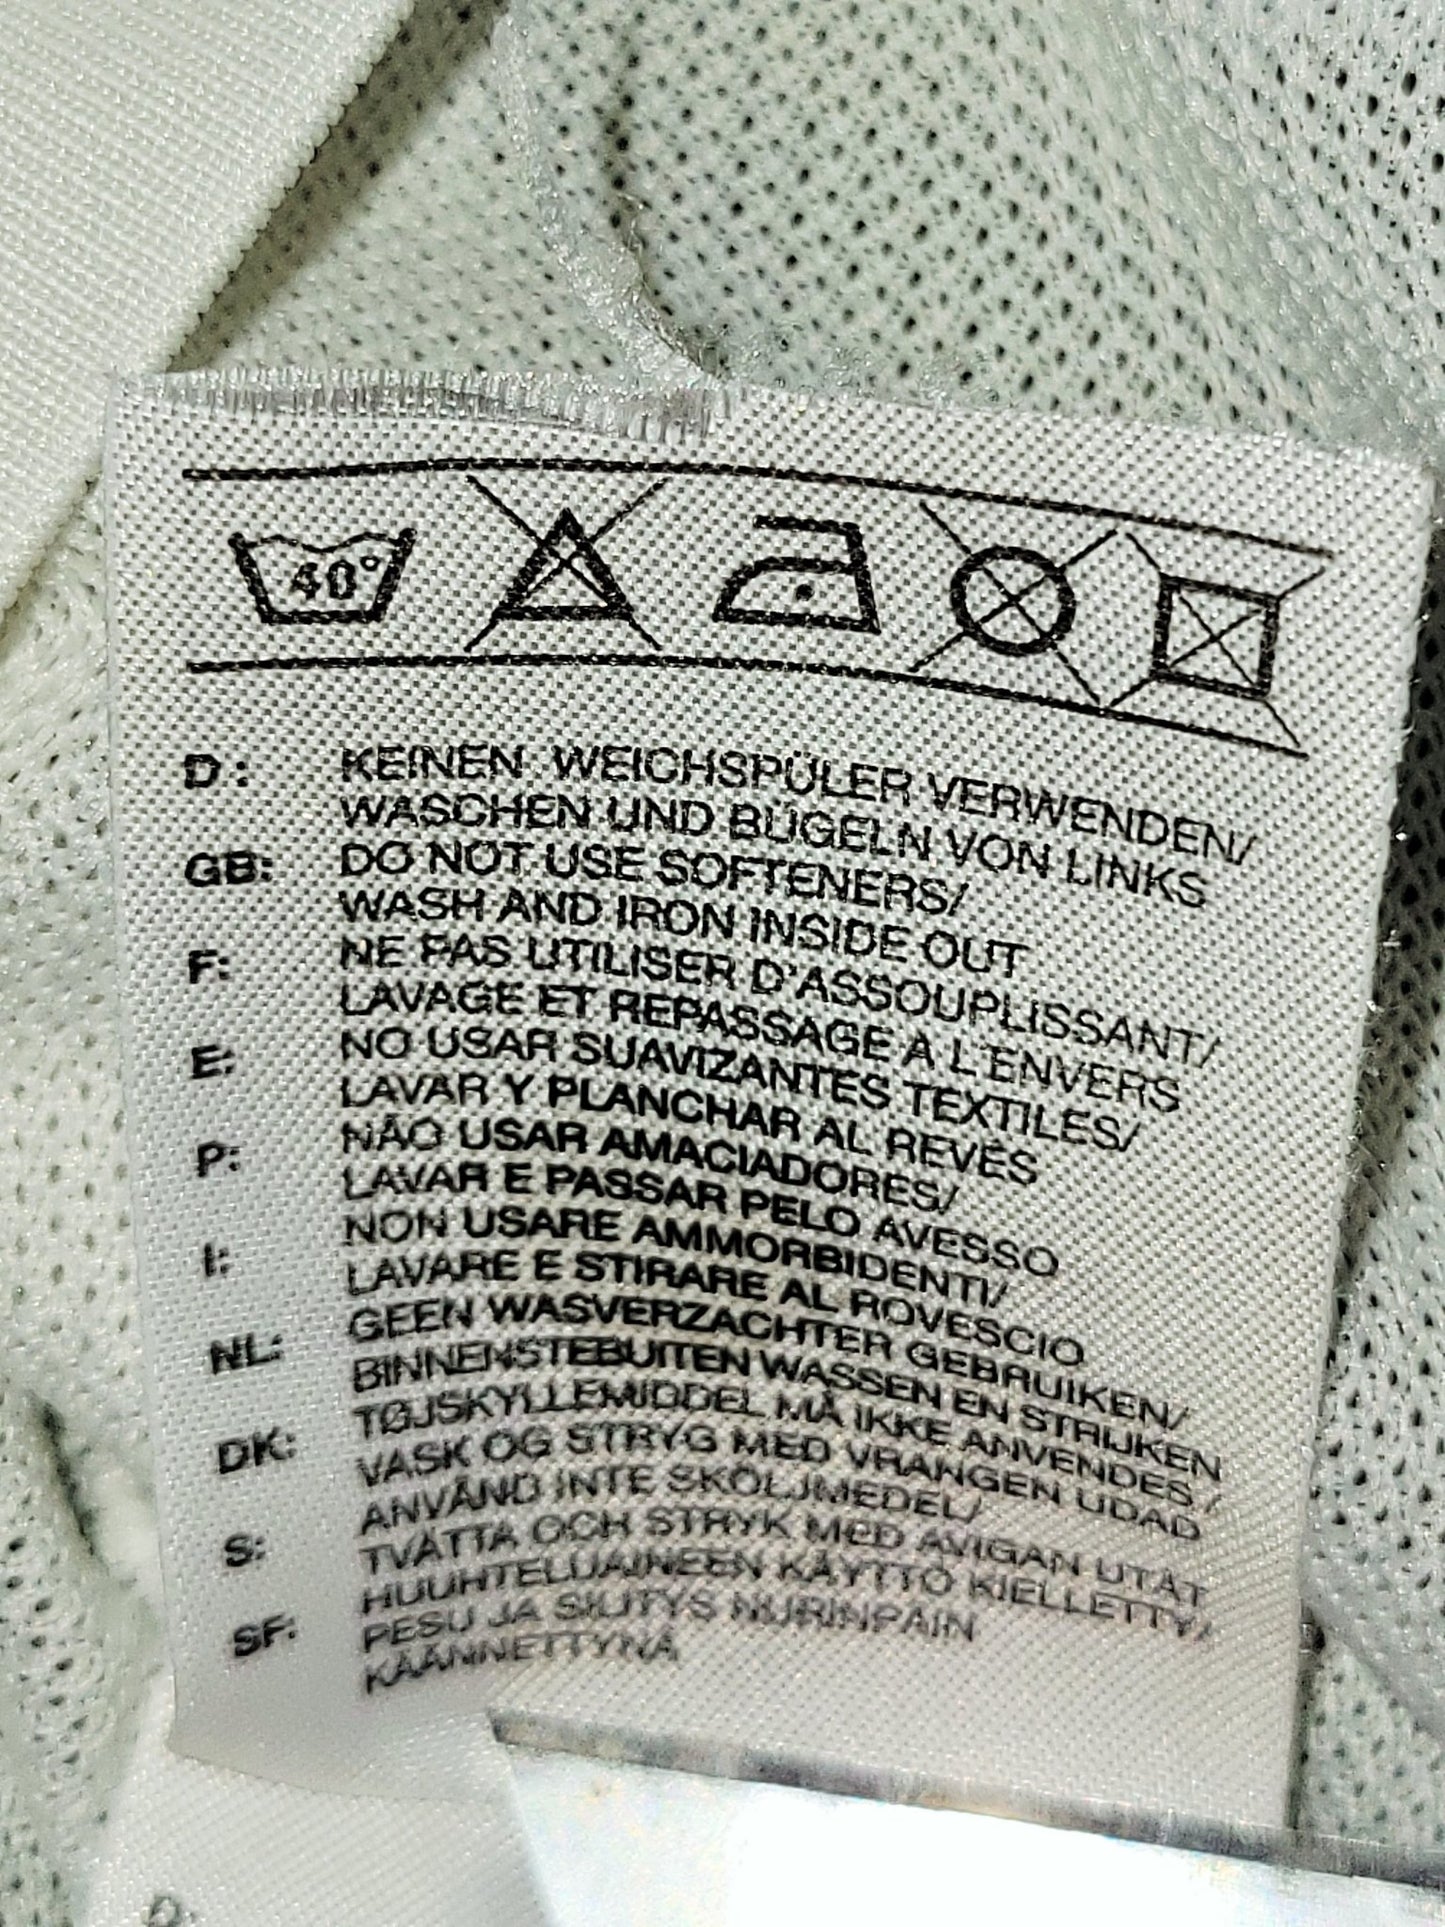 40°
D: KEINEN WEICHSPÜLER VERWENDEN/
WASCHEN UND BÜGELN VON LINKS
GB: DO NOT USE SOFTENERS/
WASH AND IRON INSIDE OUT
F: NE PAS UTILISER D'ASSOUPLISSANT/
LAVAGE ET REPASSAGE A L'ENVERS
E: NO USAR SUAVIZANTES TEXTILES/
LAVAR Y PLANCHAR AL REVÉS
P: NÃO USAR AMACIADORES/
LAVAR E PASSAR PELO AVESSO
I: NON USARE AMMORBIDENTI/
LAVARE E STIRARE AL ROVESCIO
NL: GEEN WASVERZACHTER GEBRUIKEN/
BINNENSTEBUITEN WASSEN EN STRIJKEN
DK: TØJSKYLLEMIDDEL MÅ IKKE ANVENDES /
VASK OG STRYG MED VRANGEN UDAD
S: ANVÄND INTE SKÖLJMEDEL/
TVÄTTA OCH STRYK MED AVIGAN UTÅT
SF: HUUHTELUAINEEN KÄYTTÖ KIELLETTY/
PESU JA SILITYS NURINPÄIN
KÄÄNNETTYNÄ